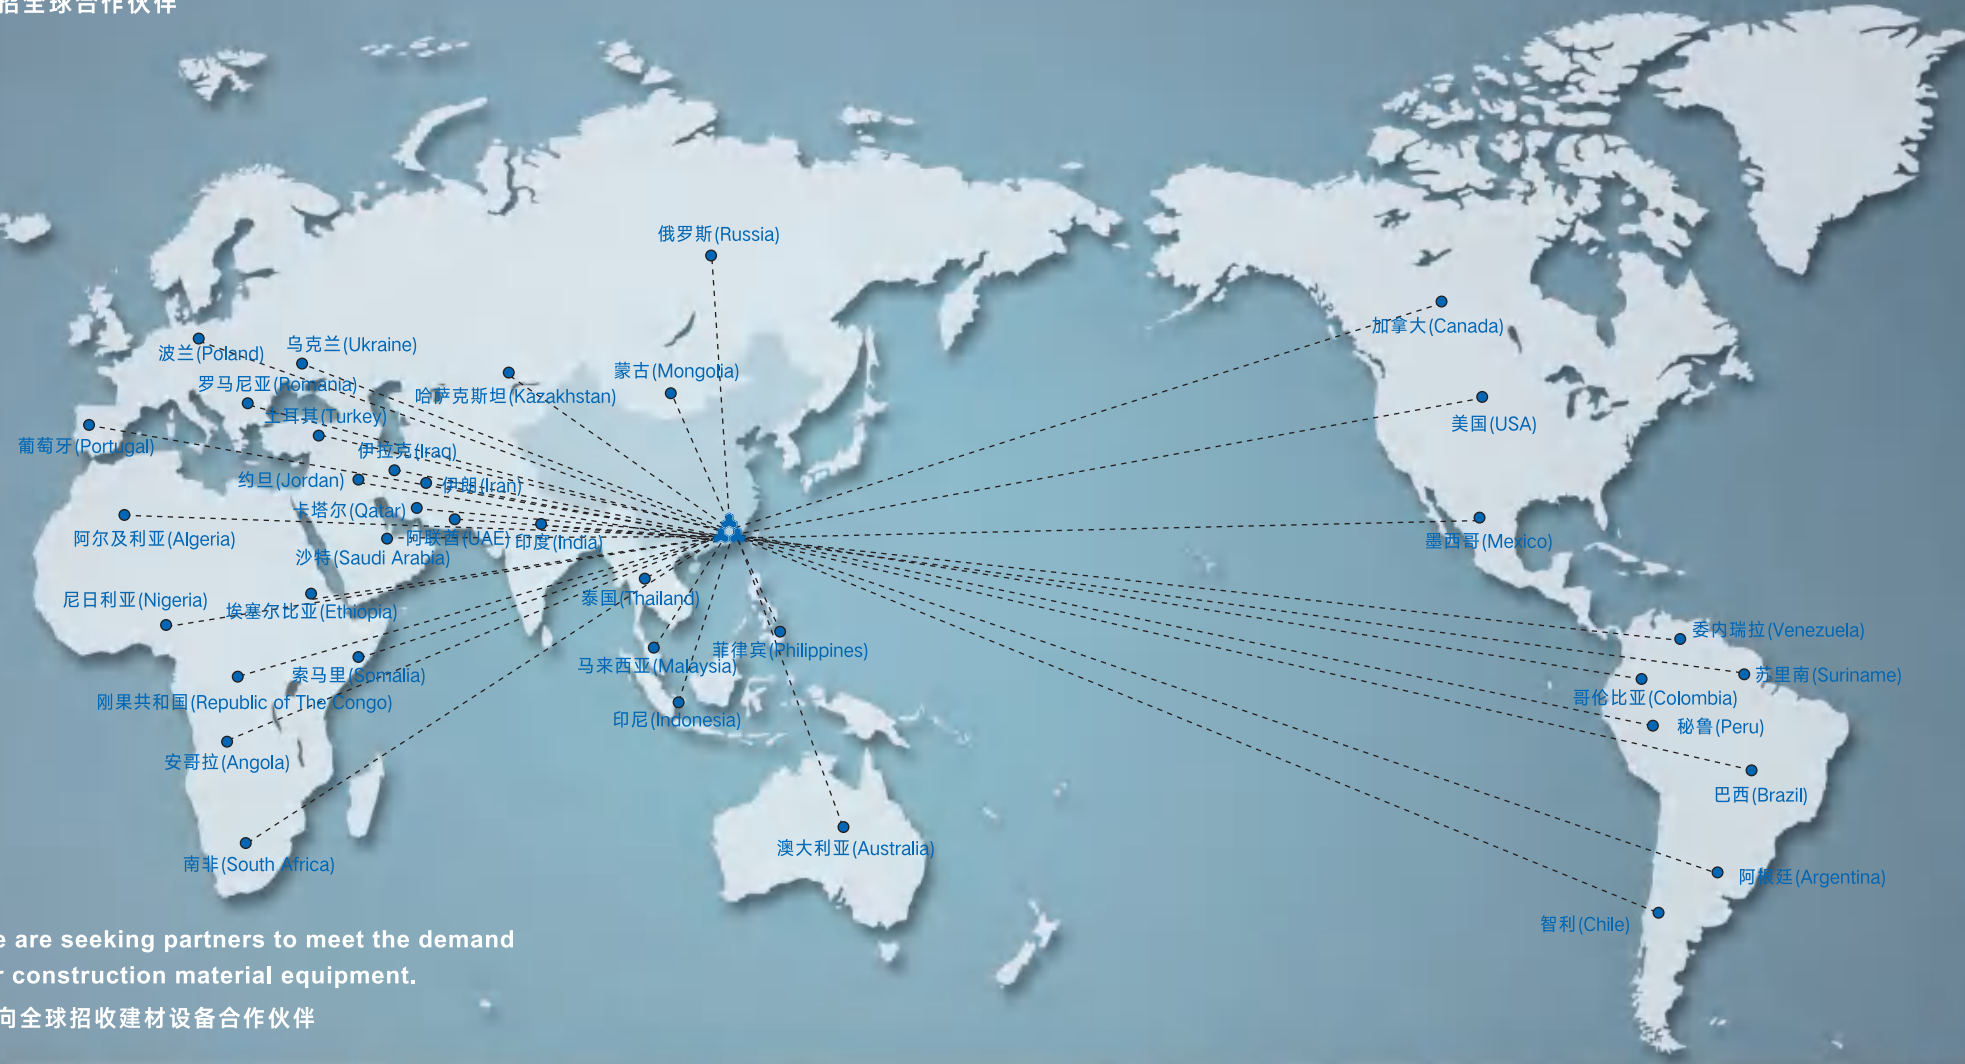 招全球合作伙伴
俄罗斯(Russia)
加拿大(Canada)
乌克兰(Ukraine)
波兰(Poland)
蒙古(Mongolia)
罗马尼亚(Romania)
哈萨克斯坦(Kazakhstan)
土耳其(Turkey)
美国(USA)
葡萄牙(Portugal)
伊拉克(Iraq)
约旦(Jordan)
伊朗(Iran)
卡塔尔(Qatar)
阿尔及利亚(Algeria)
阿联酋(UAE)
印度(India)
墨西哥(Mexico)
沙特(Saudi Arabia)
尼日利亚(Nigeria)
泰国(Thailand)
埃塞尔比亚(Ethiopia)
委内瑞拉(Venezuela)
菲律宾(Philippines)
马来西亚(Malaysia)
索马里(Somalia)
苏里南(Suriname)
哥伦比亚(Colombia)
刚果共和国(Republic of The Congo)
印尼(Indonesia)
秘鲁(Peru)
安哥拉(Angola)
巴西(Brazil)
澳大利亚(Australia)
南非(South Africa)
阿根廷(Argentina)
智利(Chile)
e are seeking partners to meet the demand
r construction material equipment.
向全球招收建材设备合作伙伴